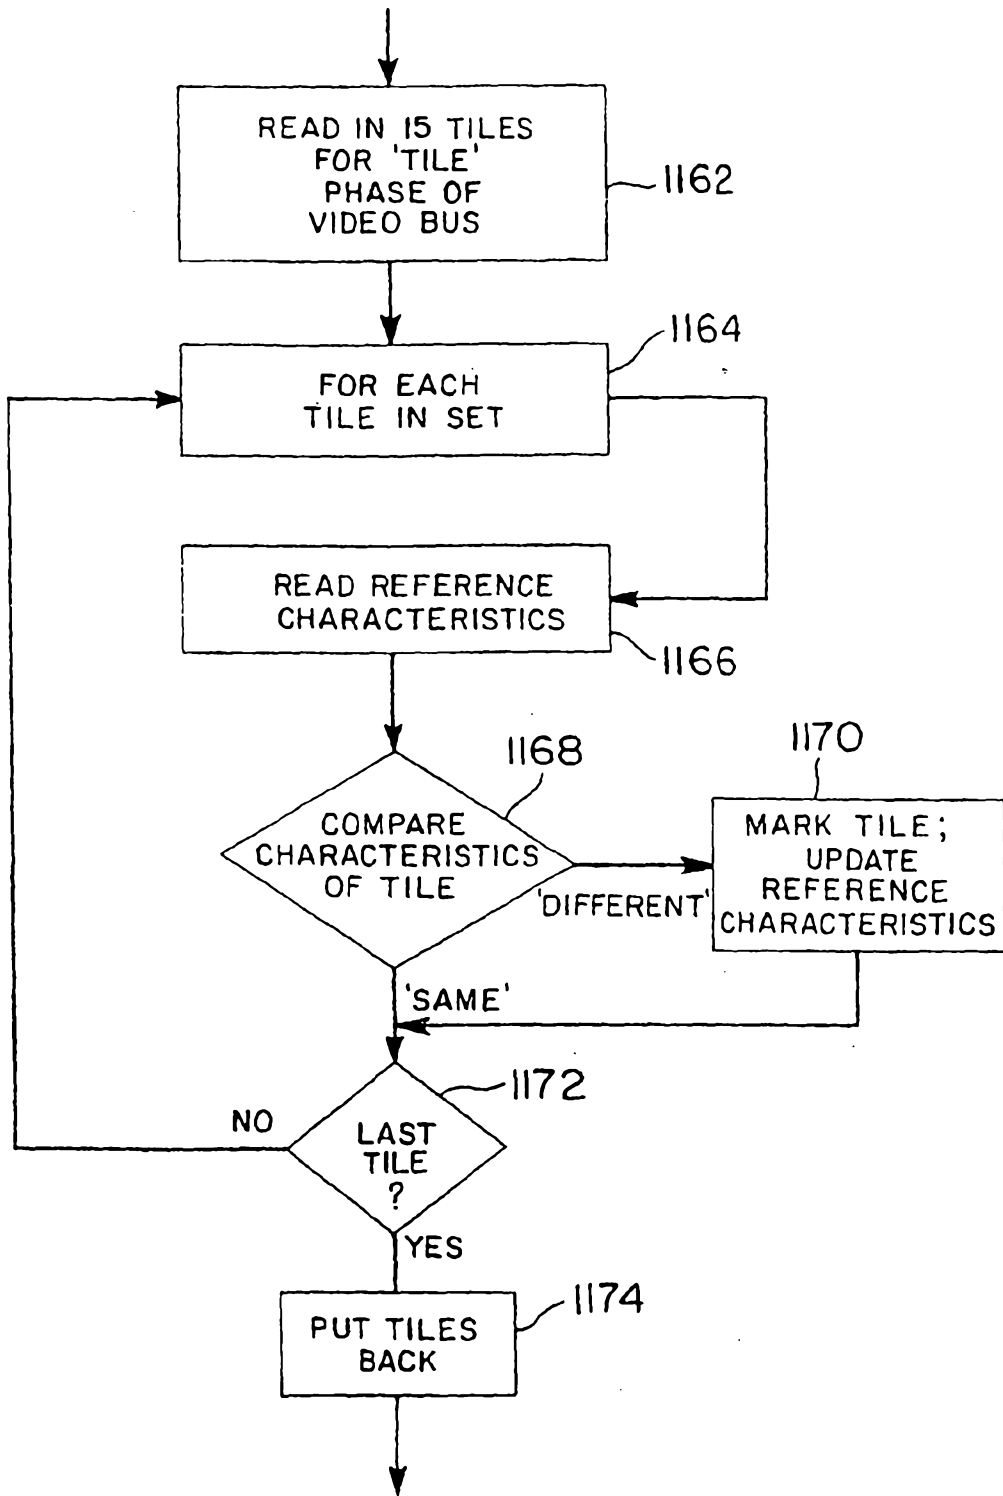 READ IN 15 TILES
FOR 'TILE'
PHASE OF
VIDEO BUS
1162
1164
FOR EACH
TILE IN SET
READ REFERENCE
CHARACTERISTICS
1166
1168
COMPARE
CHARACTERISTICS
OF TILE
'DIFFERENT'
1170
MARK TILE;
UPDATE
REFERENCE
CHARACTERISTICS
'SAME'
1172
NO
LAST
TILE
?
YES
1174
PUT TILES
BACK